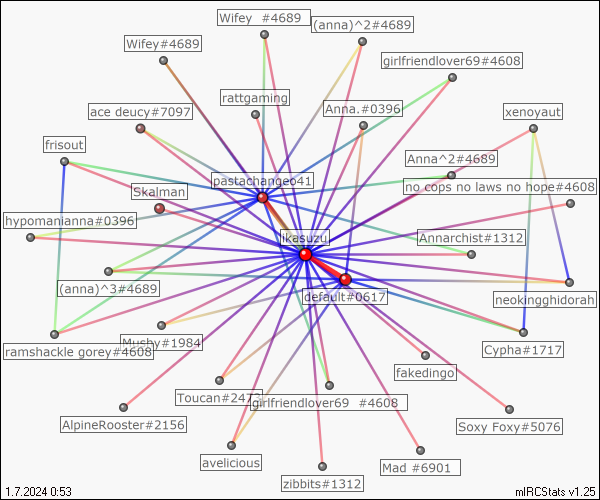 Wifey  #4689
(anna)^2#4689
Wifey#4689
girlfriendlover69#4608
rattgaming
ace deucy#7097
Anna.#0396
xenoyaut
frisout
Anna^2#4689
pastachangeo41
no cops no laws no hope#4608
Skalman
hypomanianna#0396
ikasuzu
Annarchist#1312
(anna)^3#4689
default#0617
neokingghidorah
Mushy#1984
ramshackle gorey#4608
Cypha#1717
fakedingo
Toucan#2473
girlfriendlover69  #4608
AlpineRooster#2156
Soxy Foxy#5076
avelicious
Mad #6901
zibbits#1312
1.7.2024 0:53
mIRCStats v1.25